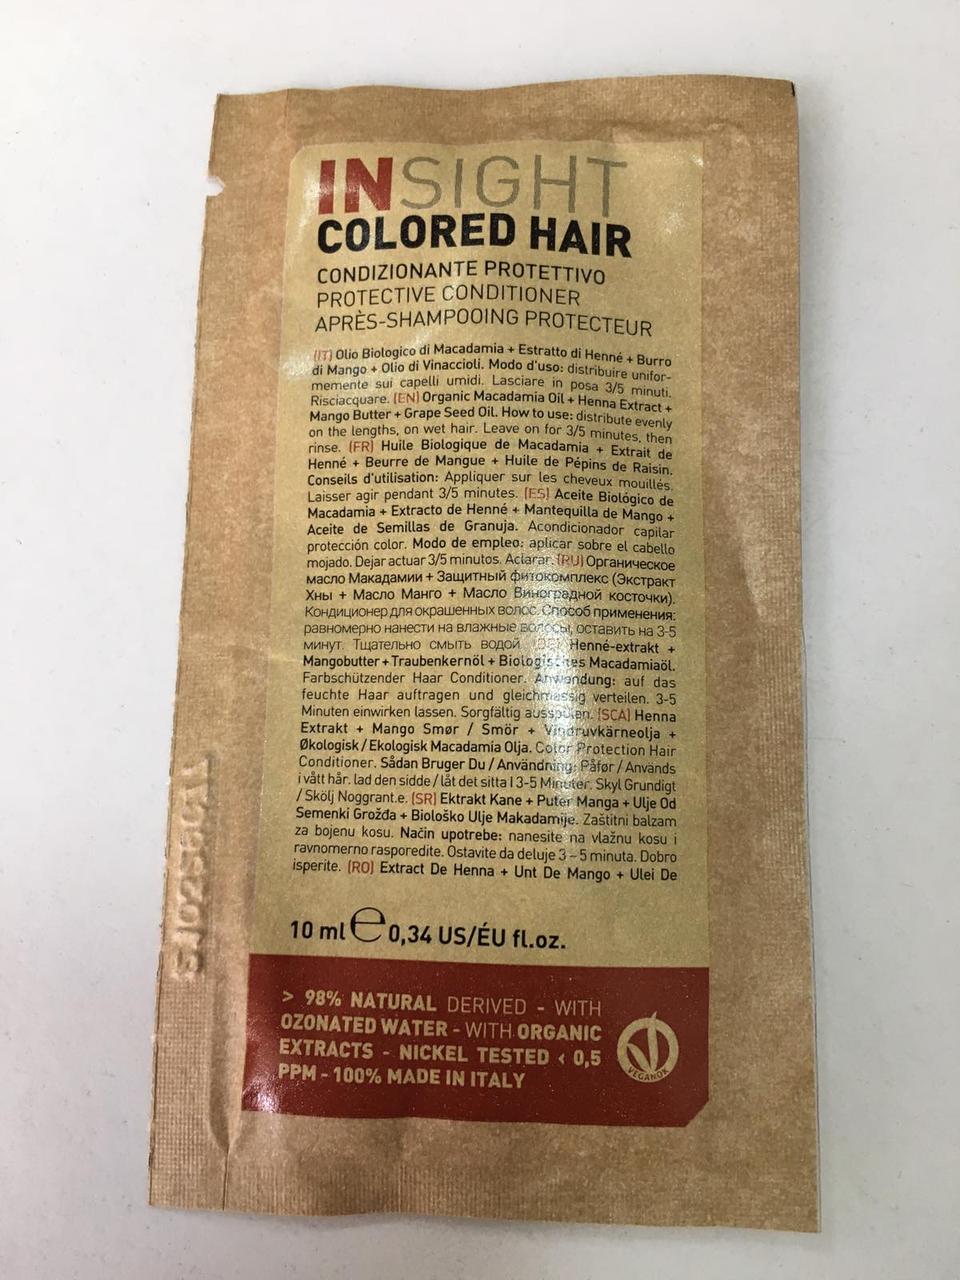 INSIGHT
COLORED HAIR
CONDIZIONANTE PROTETTIVO
PROTECTIVE CONDITIONER
APRÈS-SHAMPOOING PROTECTEUR
(IT) Olio Biologico di Macadamia + Estratto di Henné + Burro
di Mango + Olio di Vinaccioli. Modo d'uso: distribuire unifor-
memente sui capelli umidi. Lasciare in posa 3/5 minuti.
Risciacquare. (EN) Organic Macadamia Oil + Henna Extract +
Mango Butter + Grape Seed Oil. How to use: distribute evenly
on the lengths, on wet hair. Leave on for 3/5 minutes, then
rinse. (FR) Huile Biologique de Macadamia + Extrait de
Henné + Beurre de Mangue + Huile de Pépins de Raisin.
Conseils d'utilisation: Appliquer sur les cheveux mouillés.
Laisser agir pendant 3/5 minutes. (ES) Aceite Biológico de
Macadamia + Extracto de Henné + Mantequilla de Mango +
Aceite de Semillas de Granuja. Acondicionador capilar
protección color. Modo de empleo: aplicar sobre el cabello
mojado. Dejar actuar 3/5 minutos. Aclarar. (RU) Органическое
масло Макадамии + Защитный фитокомплекс (Экстракт
Хны + Масло Манго + Масло Виноградной косточки).
Кондиционер для окрашенных волос. Способ применения:
равномерно нанести на влажные волосы, оставить на 3-5
минут. Тщательно смыть водой. Henné-extrakt +
Mangobutter + Traubenkernöl + Biologisches Macadamiaöl.
Farbschützender Haar Conditioner. Anwendung: auf das
feuchte Haar auftragen und gleichmässig verteilen. 3-5
Minuten einwirken lassen. Sorgfältig ausspülen. (SCA) Henna
Extrakt + Mango Smør / Smör + Vindruvkärneolja +
Økologisk / Ekologisk Macadamia Olja. Color Protection Hair
Conditioner. Sådan Bruger Du / Användning: Påfør / Används
i vått hår. lad den sidde / låt det sitta I 3-5 Minuter. Skyl Grundigt
/ Skölj Noggrant.e. (SR) Ektrakt Kane + Puter Manga + Ulje Od
Semenki Grožđa + Biološko Ulje Makadamije. Zaštitni balzam
za bojenu kosu. Način upotrebe: nanesite na vlažnu kosu i
ravnomerno rasporedite. Ostavite da deluje 3 – 5 minuta. Dobro
isperite. (RO) Extract De Henna + Unt De Mango + Ulei De
10 ml e 0,34 US/ÉU fl.oz.
> 98% NATURAL DERIVED - WITH
OZONATED WATER - WITH ORGANIC
EXTRACTS - NICKEL TESTED < 0,5
PPM - 100% MADE IN ITALY
VEGANOK